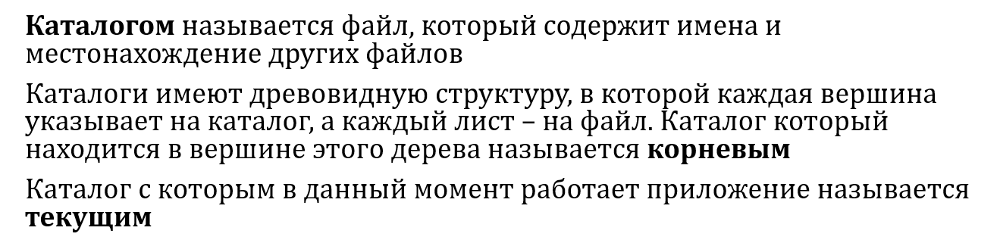 Каталогом называется файл, который содержит имена и
местонахождение других файлов
Каталоги имеют древовидную структуру, в которой каждая вершина
указывает на каталог, а каждый лист – на файл. Каталог который
находится в вершине этого дерева называется корневым
Каталог с которым в данный момент работает приложение называется
текущим